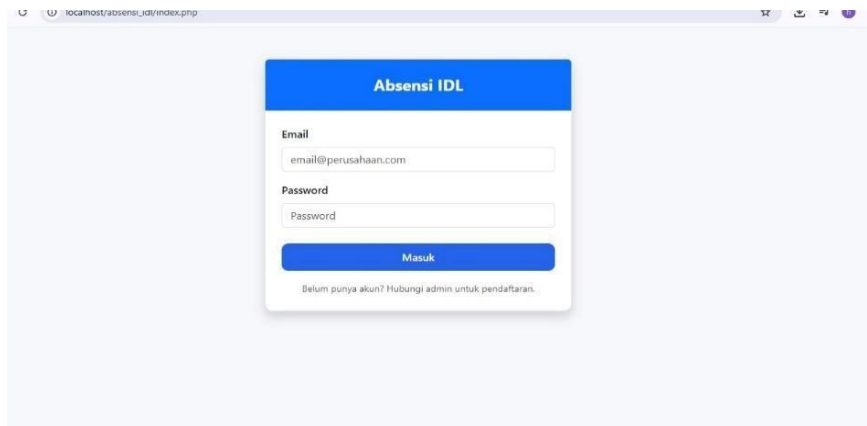 localhost/absensi_idl/index.php
Absensi IDL
Email
email@perusahaan.com
Password
Password
Masuk
Belum punya akun? Hubungi admin untuk pendaftaran.